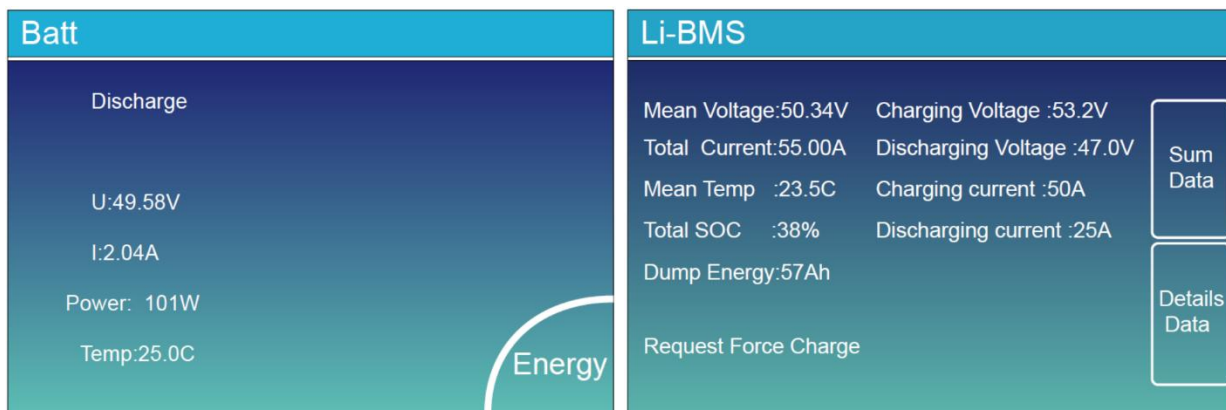 Batt
Discharge
U:49.58V
I:2.04A
Power: 101W
Temp:25.0C
Energy
Li-BMS
Mean Voltage:50.34V Charging Voltage :53.2V
Total Current:55.00A Discharging Voltage :47.0V
Mean Temp :23.5C Charging current :50A
Total SOC :38% Discharging current :25A
Dump Energy:57Ah
Request Force Charge
Sum
Data
Details
Data